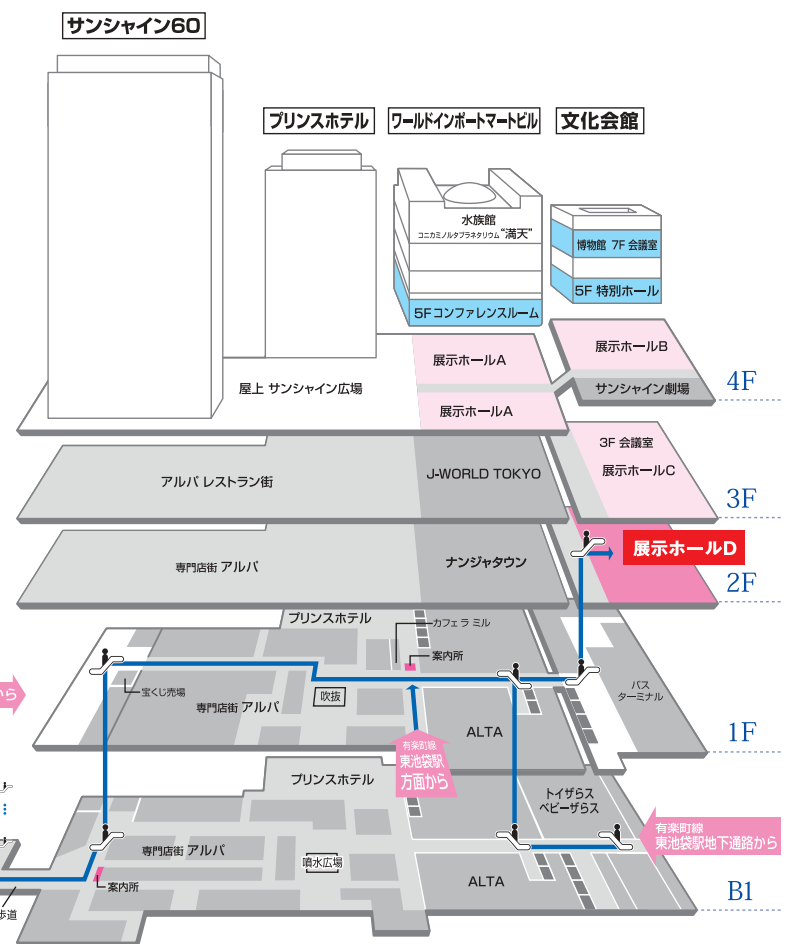 サンシャイン60
プリンスホテル
ワールドインポートマートビル
文化会館
水族館
コニカミノルタプラネタリウム“満天”
博物館 7F 会議室
5F 特別ホール
5Fコンファレンスルーム
展示ホールA
展示ホールB
屋上 サンシャイン広場
サンシャイン劇場
4F
展示ホールA
3F 会議室
アルパ レストラン街
J-WORLD TOKYO
展示ホールC
3F
展示ホールD
専門店街 アルパ
ナンジャタウン
2F
プリンスホテル
カフェ ラ ミル
案内所
宝くじ売場
から
専門店街 アルパ
吹抜
バス
ターミナル
ALTA
1F
有楽町線
東池袋駅
方面から
プリンスホテル
トイザらス
ベビーザらス
有楽町線
東池袋駅地下通路から
専門店街 アルパ
噴水広場
案内所
ALTA
B1
歩道